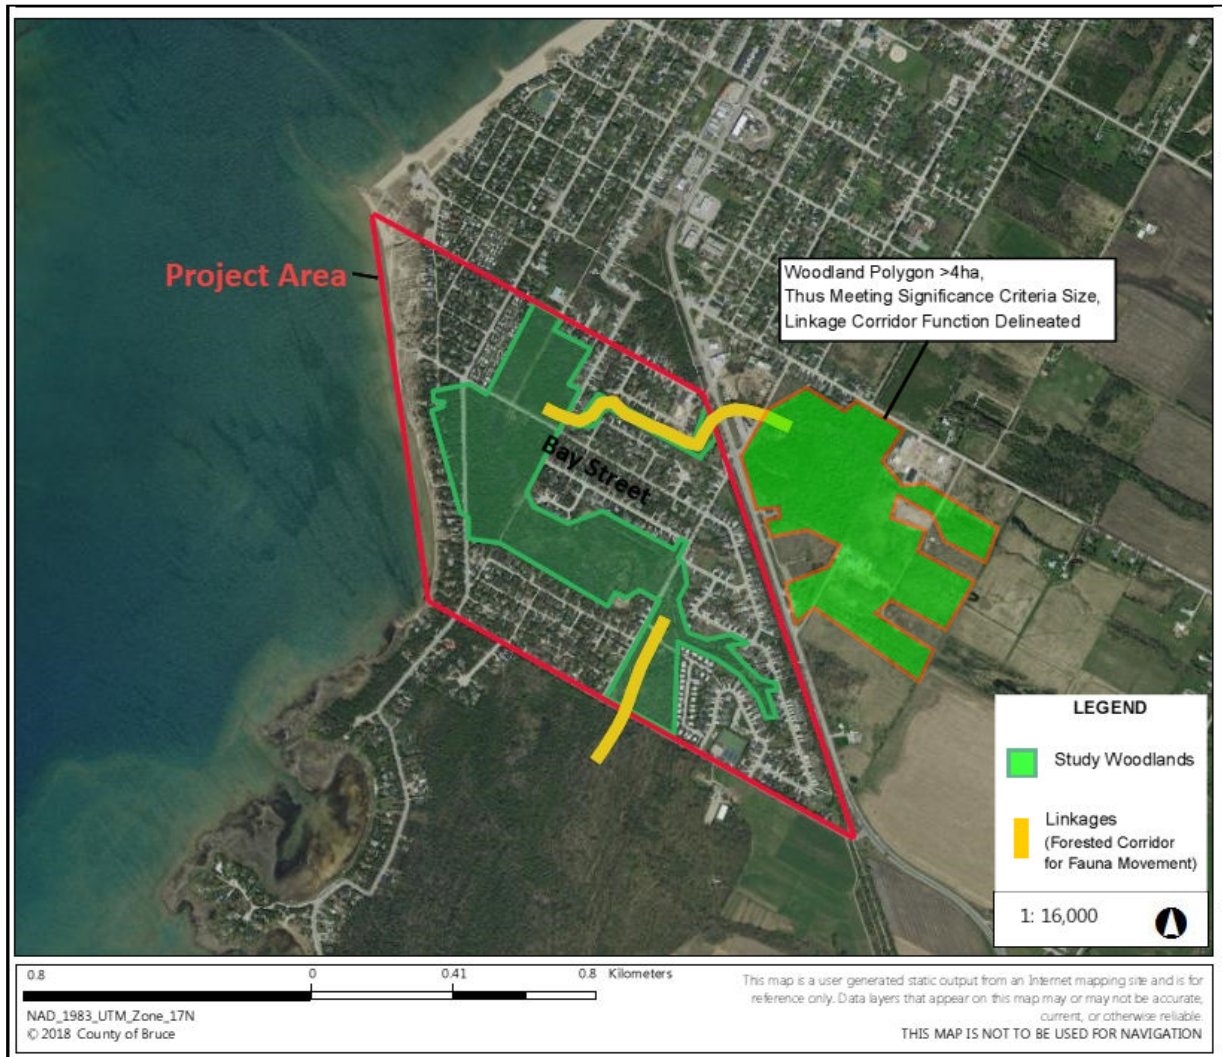 Project Area
Woodland Polygon >4ha,
Thus Meeting Significance Criteria Size,
Linkage Corridor Function Delineated
Bay Street
LEGEND
Study Woodlands
Linkages
(Forested Corridor
for Fauna Movement)
1: 16,000
0.8 0 0.41 0.8 Kilometers
NAD_1983_UTM_Zone_17N
© 2018 County of Bruce
This map is a user generated static output from an Internet mapping site and is for
reference only. Data layers that appear on this map may or may not be accurate,
current, or otherwise reliable.
THIS MAP IS NOT TO BE USED FOR NAVIGATION